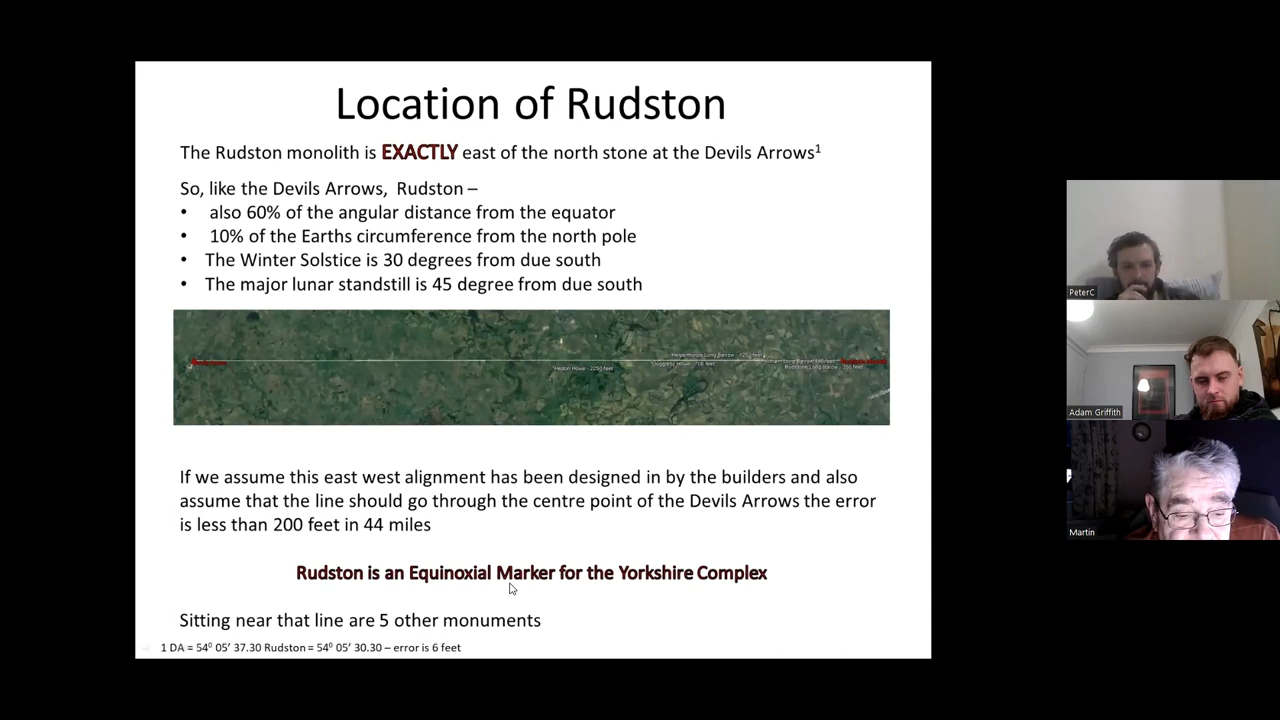 Location of Rudston
The Rudston monolith is EXACTLY east of the north stone at the Devils Arrows¹
So, like the Devils Arrows, Rudston –
• also 60% of the angular distance from the equator
• 10% of the Earths circumference from the north pole
• The Winter Solstice is 30 degrees from due south
• The major lunar standstill is 45 degree from due south
Hedon Howe - 2250 feet
If we assume this east west alignment has been designed in by the builders and also
assume that the line should go through the centre point of the Devils Arrows the error
is less than 200 feet in 44 miles
Rudston is an Equinoxial Marker for the Yorkshire Complex
Sitting near that line are 5 other monuments
1 DA = 54⁰ 05’ 37.30 Rudston = 54⁰ 05’ 30.30 – error is 6 feet
PeterC
Adam Griffith
Martin